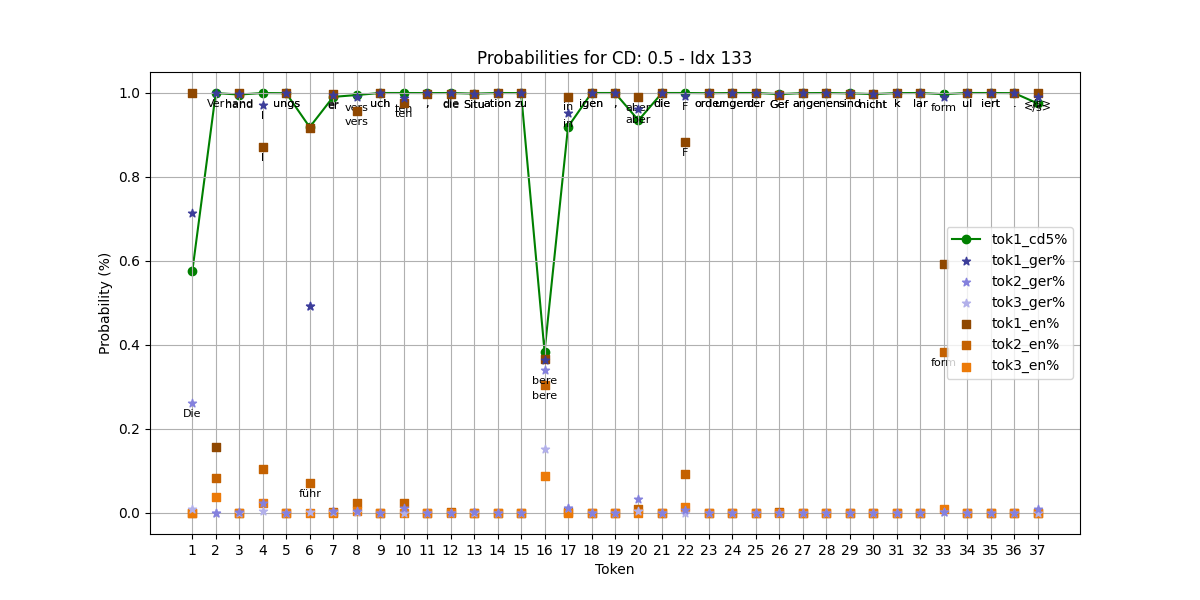 Probabilities for CD: 0.5 - Idx 133
Probability (%)
1.0
0.8
0.6
0.4
0.2
0.0
Ver hand I ungs er vers uch ten , die Situ ation zu in igen , aber die F order ungen der Gef ang enen sind nicht k lar form ul iert . </s>
I vers ten in aber F
bere
bere
form
Die
führ
tok1_cd5%
tok1_ger%
tok2_ger%
tok3_ger%
tok1_en%
tok2_en%
tok3_en%
1 2 3 4 5 6 7 8 9 10 11 12 13 14 15 16 17 18 19 20 21 22 23 24 25 26 27 28 29 30 31 32 33 34 35 36 37
Token